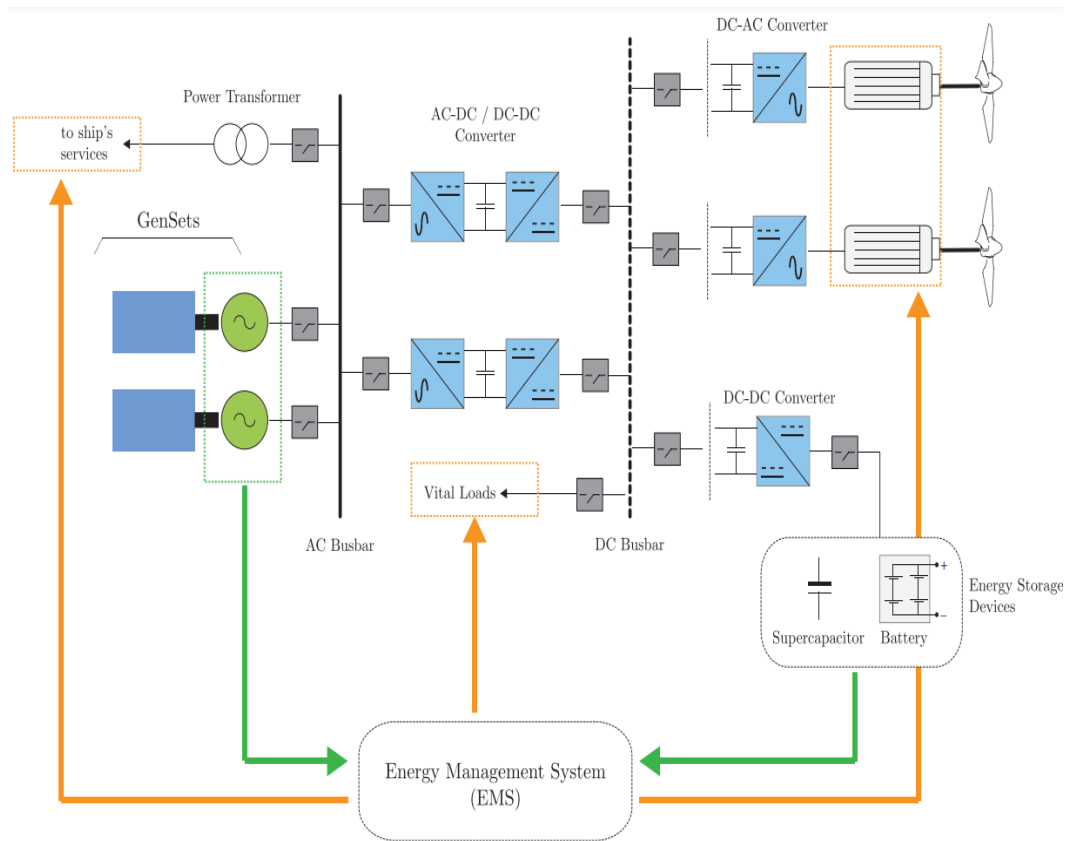 DC-AC Converter
Power Transformer
AC-DC / DC-DC
Converter
to ship's
services
GenSets
DC-DC Converter
Vital Loads
AC Busbar
DC Busbar
+
Energy Storage
Devices
−
Supercapacitor
Battery
Energy Management System
(EMS)